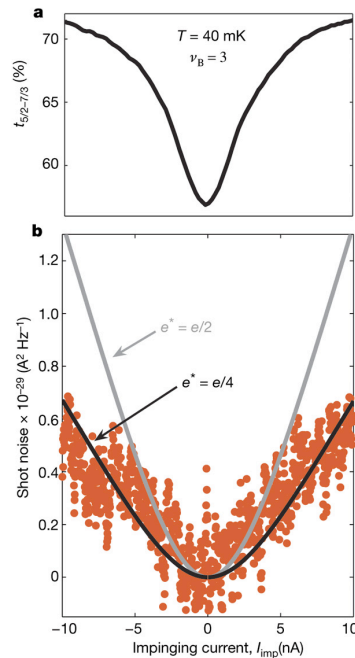 a
T = 40 mK
ν_B = 3
t_5/2–7/3 (%)
70
65
60
b
Shot noise × 10⁻²⁹ (A² Hz⁻¹)
1.2
1.0
0.8
0.6
0.4
0.2
0
e* = e/2
e* = e/4
–10 –5 0 5 10
Impinging current, I_imp(nA)